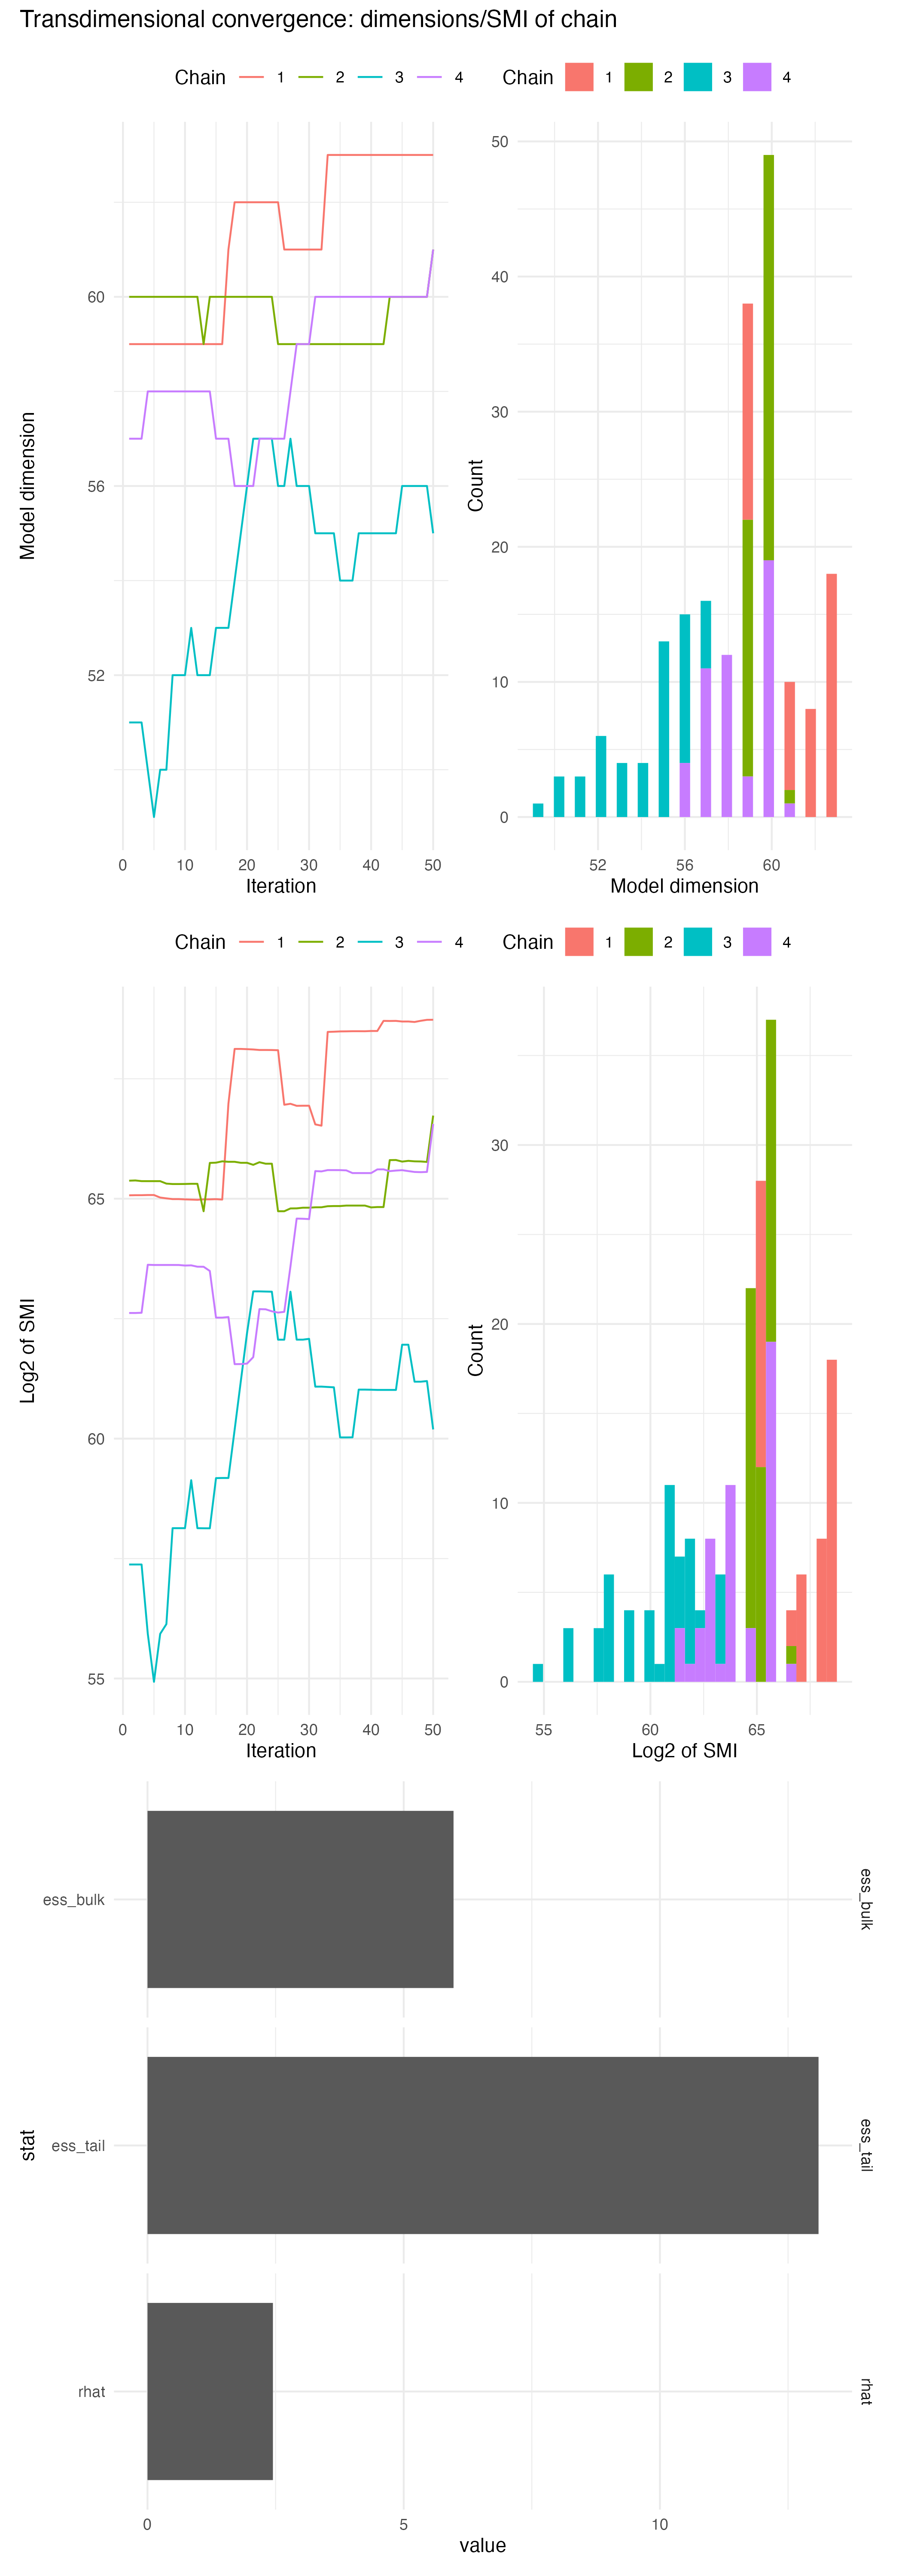 Transdimensional convergence: dimensions/SMI of chain
Chain 1 2 3 4
Chain 1 2 3 4
Model dimension
60
56
52
0 10 20 30 40 50
Iteration
Count
50
40
30
20
10
0
52 56 60
Model dimension
Chain 1 2 3 4
Chain 1 2 3 4
Log2 of SMI
65
60
55
0 10 20 30 40 50
Iteration
Count
30
20
10
0
55 60 65
Log2 of SMI
stat
ess_bulk
ess_bulk
ess_tail
ess_tail
rhat
rhat
0 5 10
value